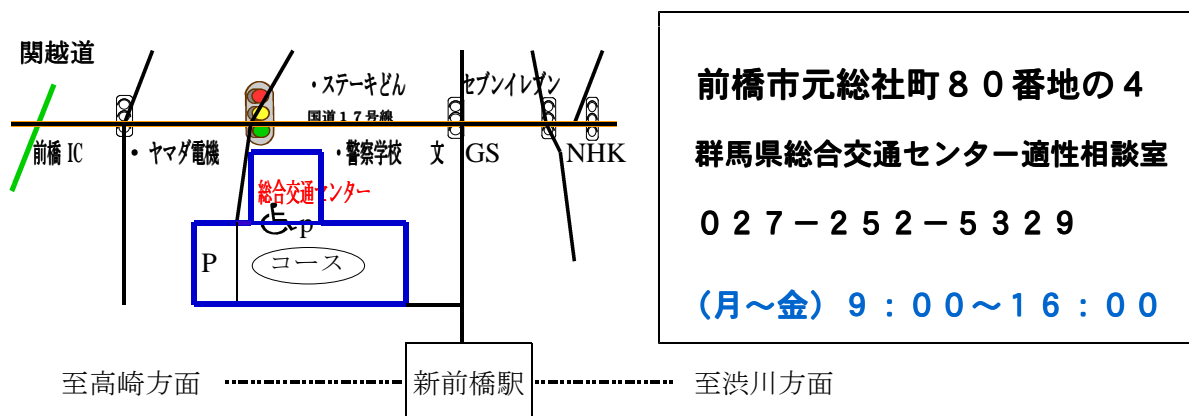 関越道
・ステーキどん
セブンイレブン
国道１７号線
前橋 IC
・ ヤマダ電機
・警察学校
文
GS
NHK
総合交通センター
p
P
コース
至高崎方面
新前橋駅
至渋川方面
前橋市元総社町８０番地の４
群馬県総合交通センター適性相談室
０２７－２５２－５３２９
(月～金) ９：００～１６：００